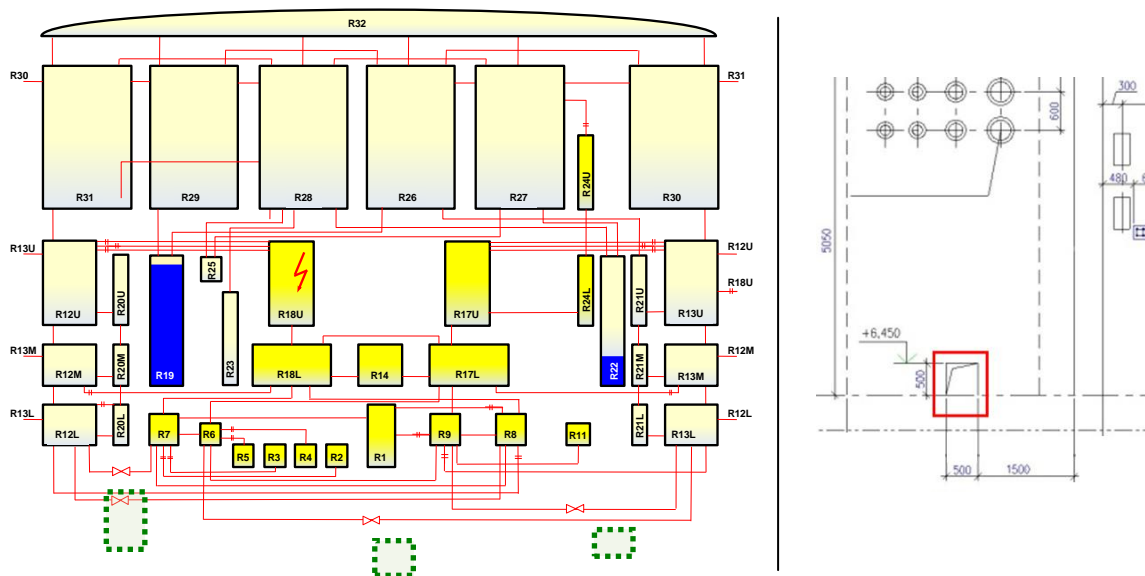 R32
R30
R31
R31
R29
R28
R26
R27
R24U
R30
R13U
R12U
R12U
R20U
R19
R25
R23
R18U
R17U
R24L
R22
R21U
R13U
R18U
R13M
R12M
R12M
R20M
R18L
R14
R17L
R21M
R13M
R13L
R12L
R12L
R20L
R7
R6
R5
R3
R4
R2
R1
R9
R8
R11
R21L
R13L
300
600
480
6
5050
+6,450
500
500
1500